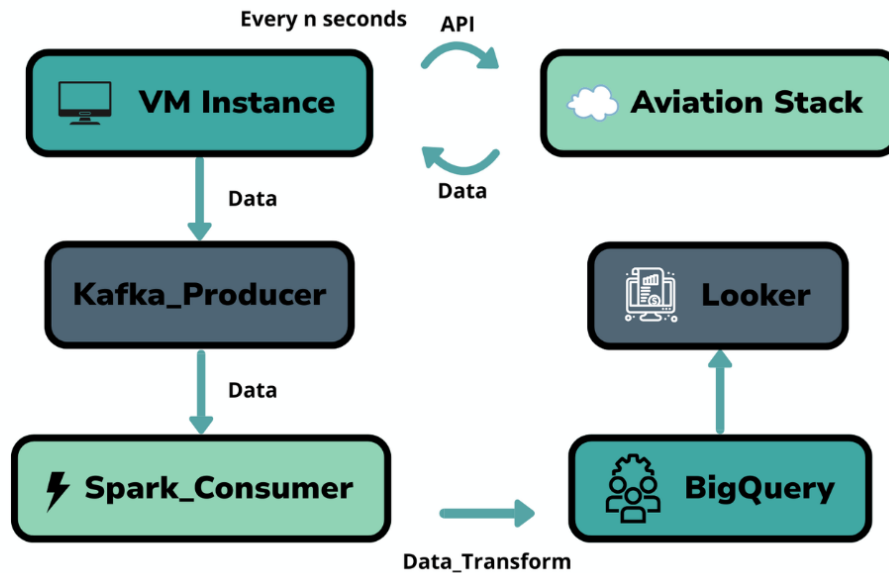 Every n seconds
API
VM Instance
Aviation Stack
Data
Data
Kafka_Producer
Looker
Data
Spark_Consumer
BigQuery
Data_Transform